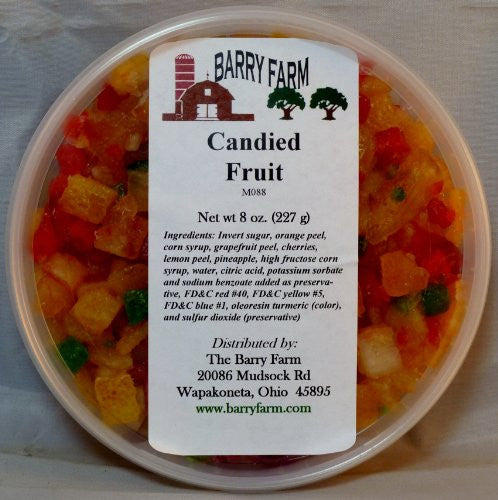 BARRY FARM
Candied
Fruit
M088
Net wt 8 oz. (227 g)
Ingredients: Invert sugar, orange peel,
corn syrup, grapefruit peel, cherries,
lemon peel, pineapple, high fructose corn
syrup, water, citric acid, potassium sorbate
and sodium benzoate added as preserva-
tive, FD&C red #40, FD&C yellow #5,
FD&C blue #1, oleoresin turmeric (color),
and sulfur dioxide (preservative)
Distributed by:
The Barry Farm
20086 Mudsock Rd
Wapakoneta, Ohio 45895
www.barryfarm.com